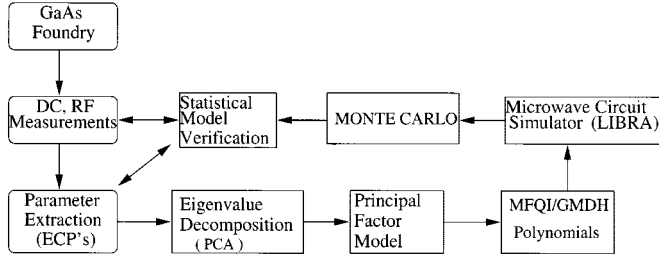 GaAs
Foundry
DC, RF
Measurements
Statistical
Model
Verification
MONTE CARLO
Microwave Circuit
Simulator (LIBRA)
Parameter
Extraction
(ECP's)
Eigenvalue
Decomposition
(PCA)
Principal
Factor
Model
MFQI/GMDH
Polynomials